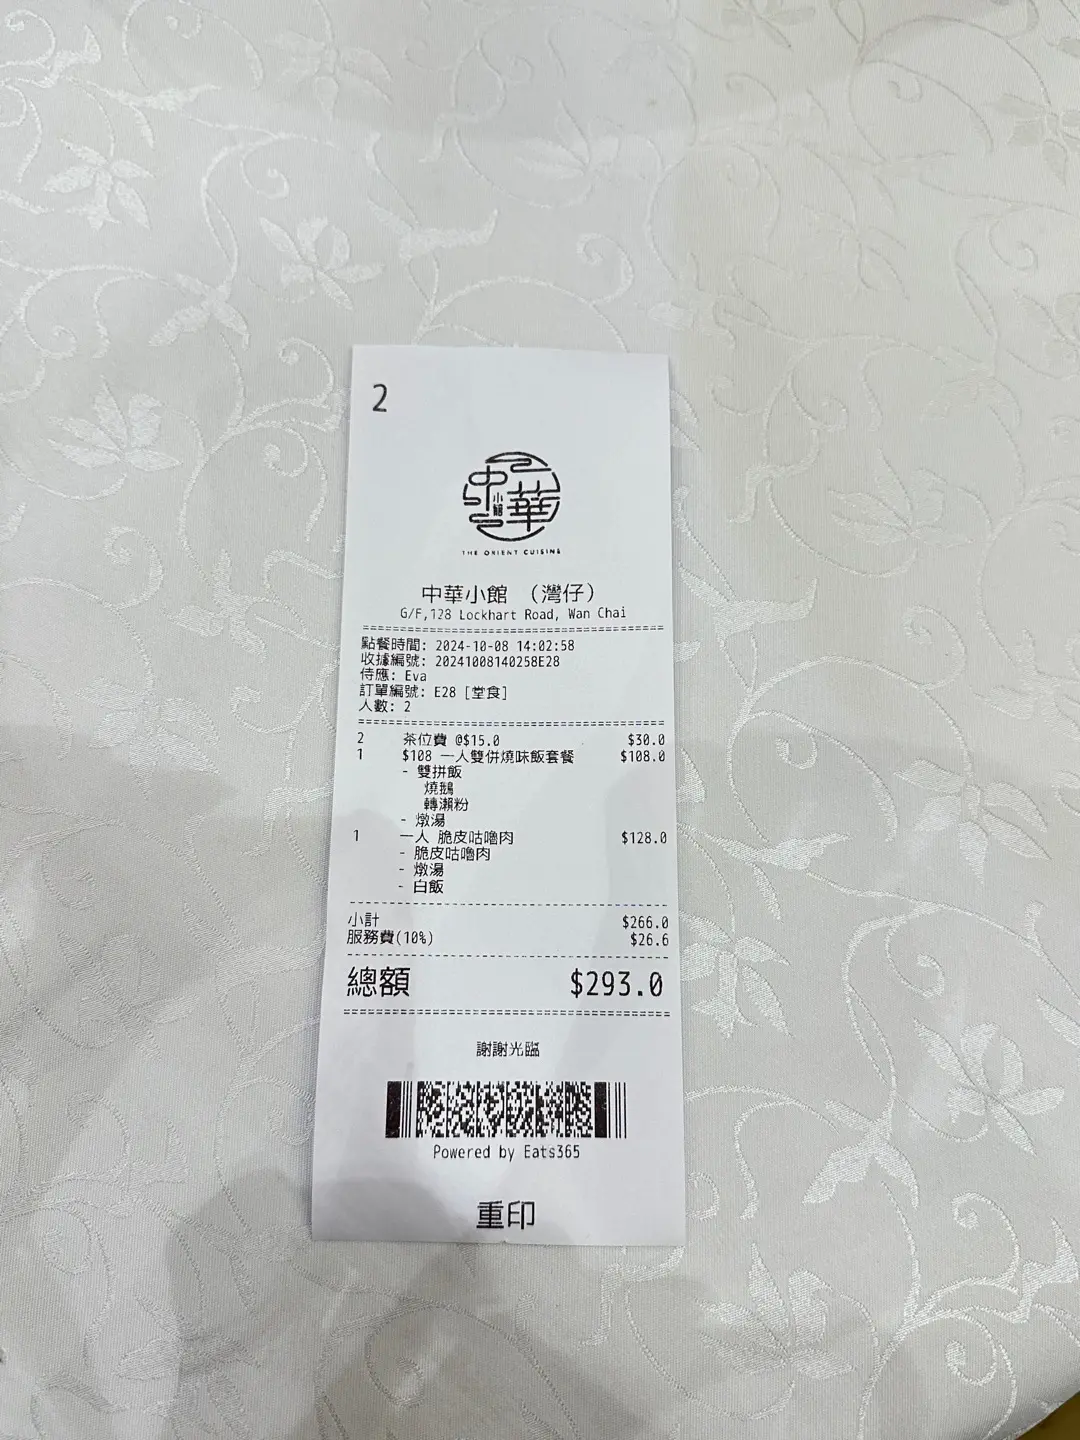 2
中華
小館
THE ORIENT CUISINE
中華小館 （灣仔）
G/F,128 Lockhart Road, Wan Chai
點餐時間: 2024-10-08 14:02:58
收據編號: 20241008140258E28
侍應: Eva
訂單編號: E28 [堂食]
人數: 2
2 茶位費 @$15.0 $30.0
1 $108 一人雙併燒味飯套餐 $108.0
- 雙拼飯
燒鵝
轉瀨粉
- 燉湯
1 一人 脆皮咕嚕肉 $128.0
- 脆皮咕嚕肉
- 燉湯
- 白飯
小計 $266.0
服務費(10%) $26.6
總額 $293.0
謝謝光臨
Powered by Eats365
重印